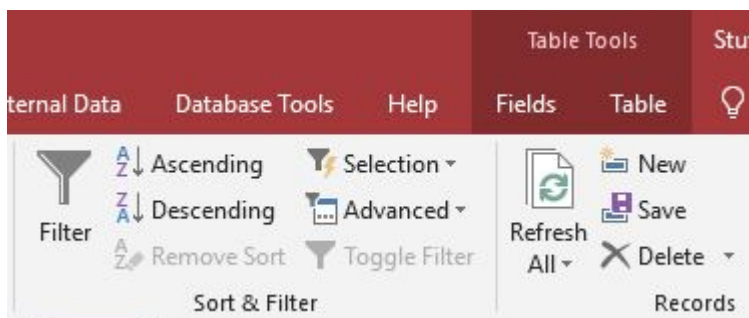 Table Tools Stu
ternal Data Database Tools Help Fields Table
Filter
Ascending
Descending
Remove Sort
Selection
Advanced
Toggle Filter
Sort & Filter
Refresh
All
New
Save
Delete
Records